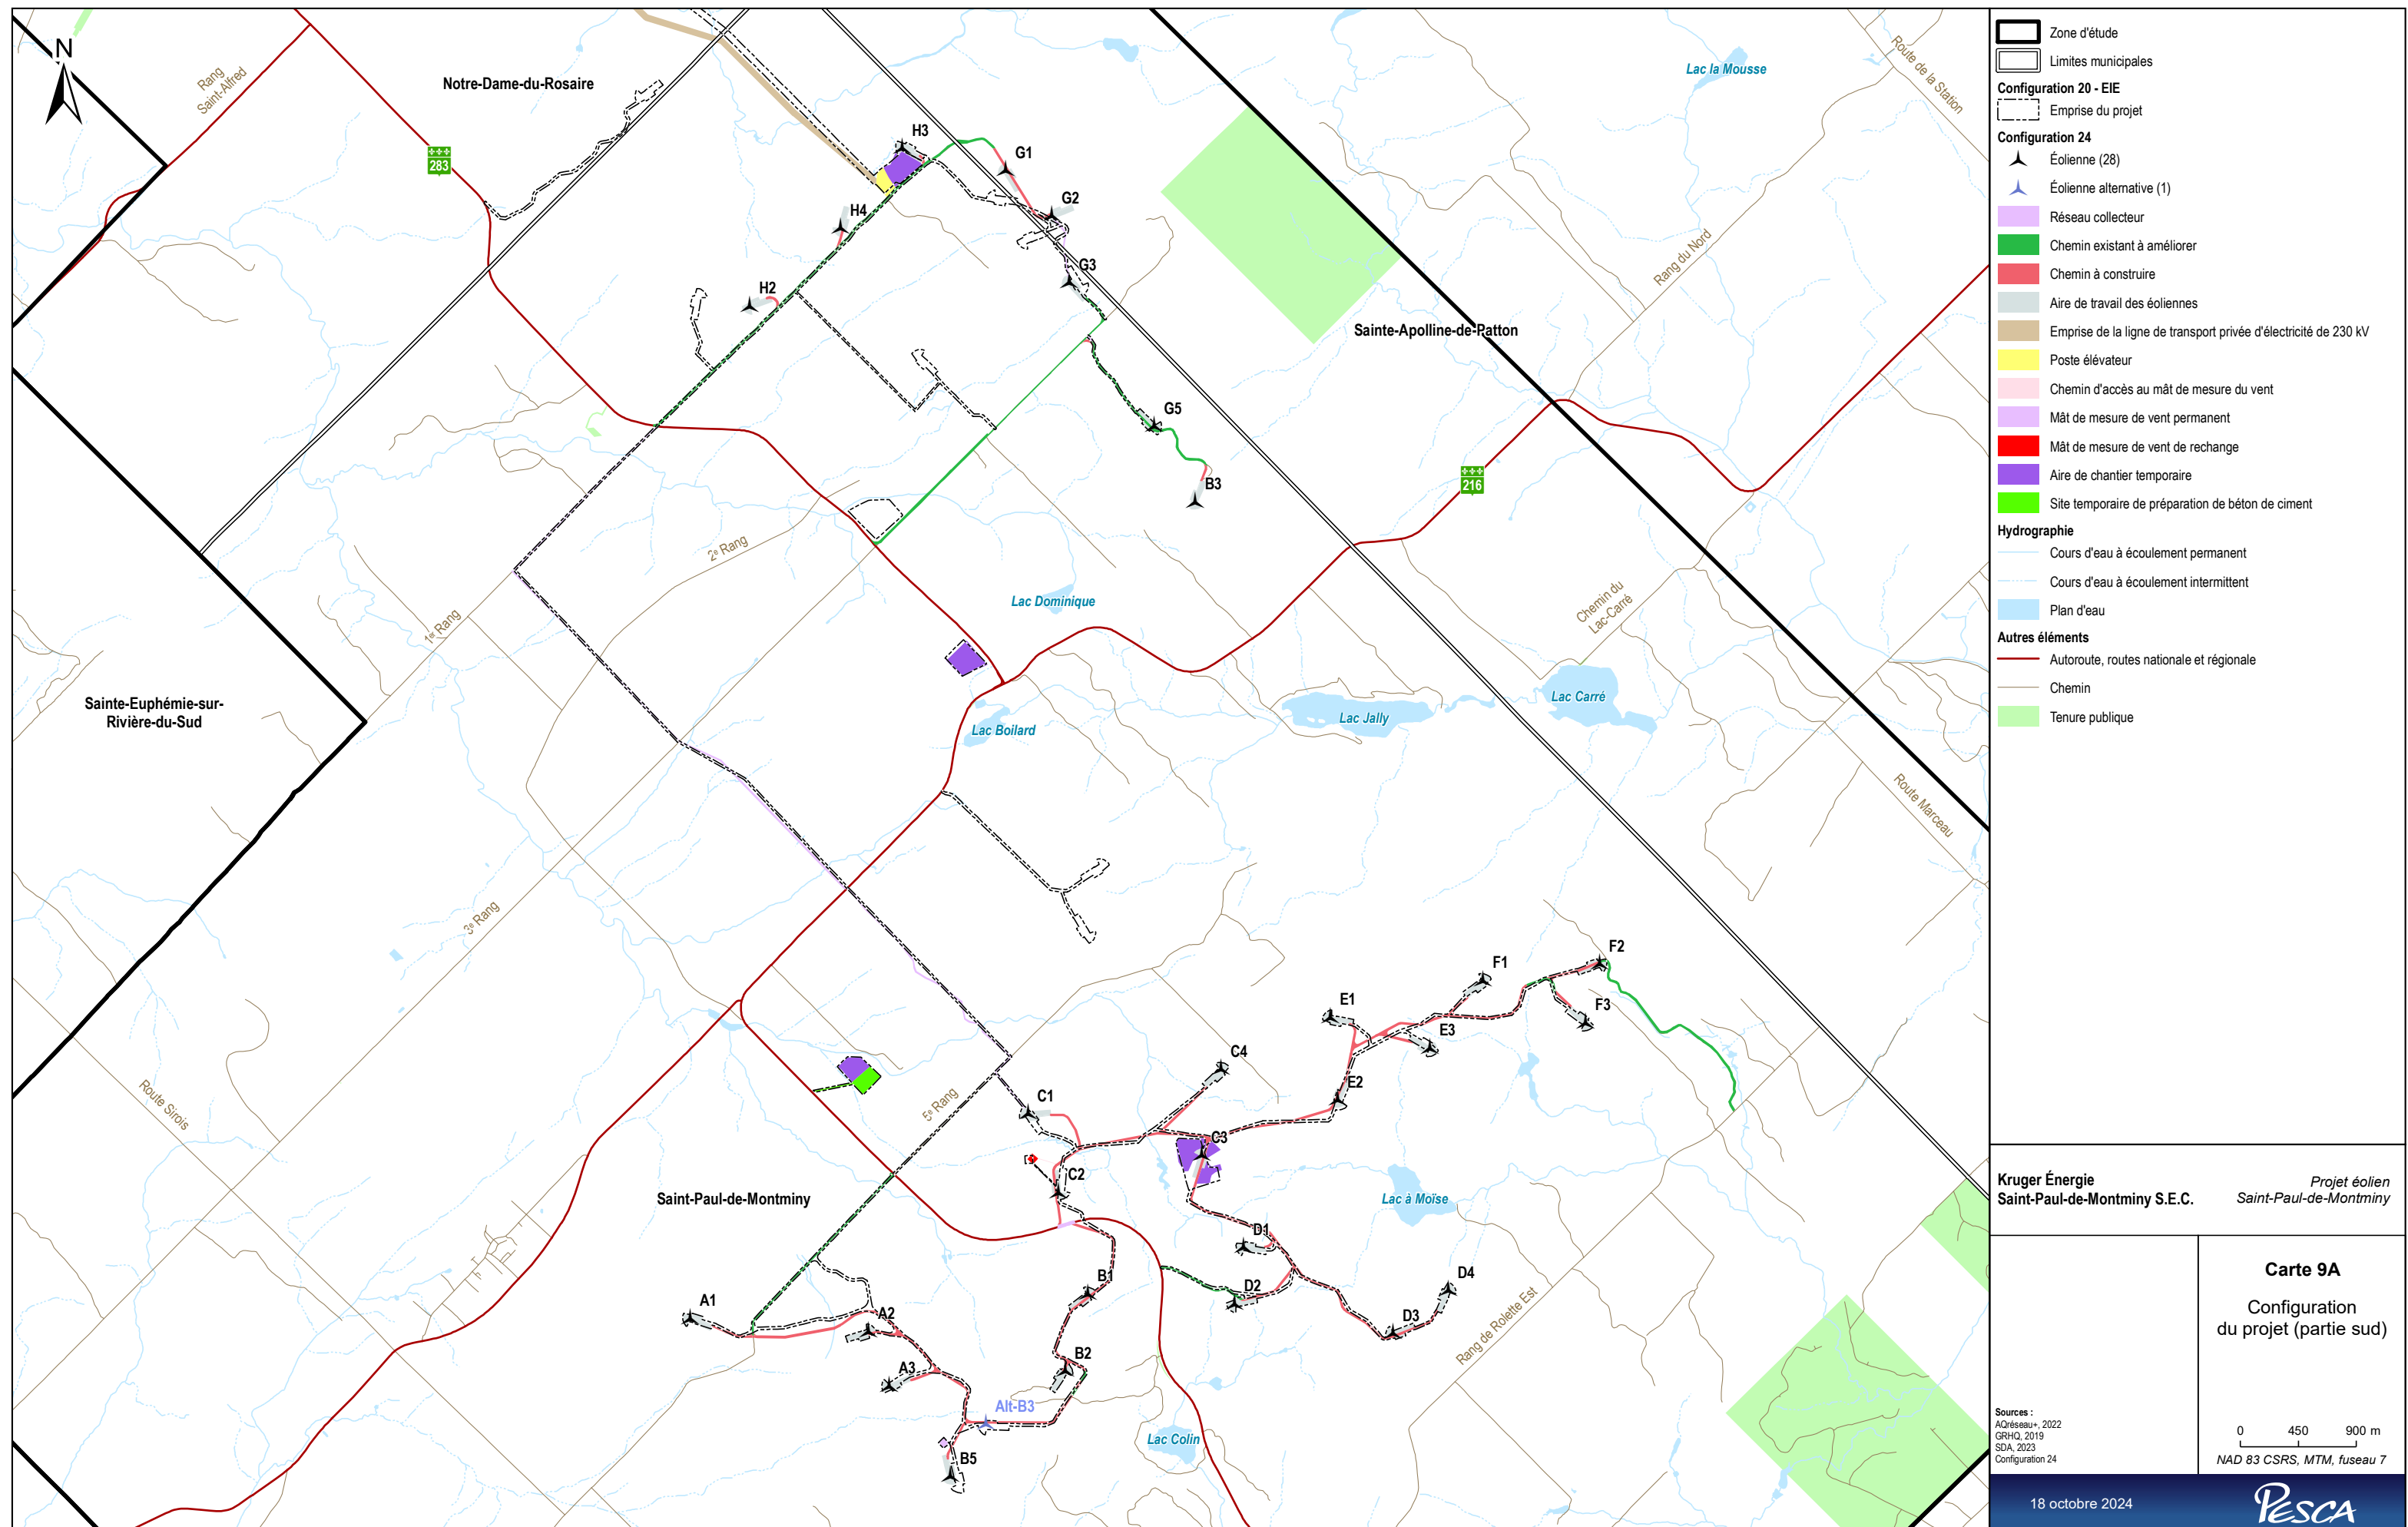 N
Rang
Saint-Alfred
Notre-Dame-du-Rosaire
283
H3
G1
G2
H4
G3
H2
G5
B3
Lac la Mousse
Route de la Station
Rang du Nord
Sainte-Apolline-de-Patton
216
2e Rang
1er Rang
Lac Dominique
Chemin du
Lac-Carré
Sainte-Euphémie-sur-
Rivière-du-Sud
Lac Boilard
Lac Jally
Lac Carré
Route Marceau
3e Rang
F2
F1
F3
E1
E3
E2
C4
C1
C3
C2
5e Rang
Route Sirois
Saint-Paul-de-Montminy
Lac à Moïse
D1
D2
D4
D3
B1
A1
A2
A3
B2
Alt-B3
B5
Lac Colin
Rang de Rolette Est
Zone d'étude
Limites municipales
Configuration 20 - EIE
Emprise du projet
Configuration 24
Éolienne (28)
Éolienne alternative (1)
Réseau collecteur
Chemin existant à améliorer
Chemin à construire
Aire de travail des éoliennes
Emprise de la ligne de transport privée d'électricité de 230 kV
Poste élévateur
Chemin d'accès au mât de mesure du vent
Mât de mesure de vent permanent
Mât de mesure de vent de rechange
Aire de chantier temporaire
Site temporaire de préparation de béton de ciment
Hydrographie
Cours d'eau à écoulement permanent
Cours d'eau à écoulement intermittent
Plan d'eau
Autres éléments
Autoroute, routes nationale et régionale
Chemin
Tenure publique
Kruger Énergie
Saint-Paul-de-Montminy S.E.C.
Projet éolien
Saint-Paul-de-Montminy
Carte 9A
Configuration
du projet (partie sud)
Sources :
AQréseau+, 2022
GRHQ, 2019
SDA, 2023
Configuration 24
0 450 900 m
NAD 83 CSRS, MTM, fuseau 7
18 octobre 2024
PESCA